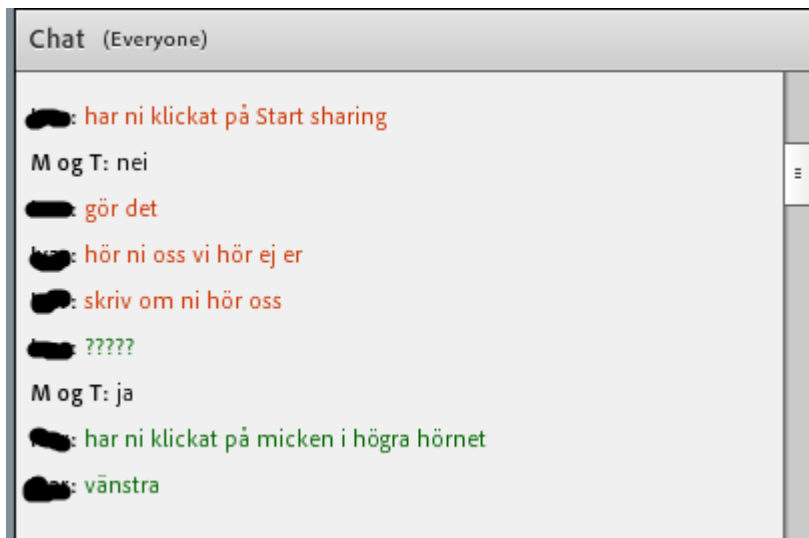 Chat (Everyone)
: har ni klickat på Start sharing
M og T: nei
: gör det
: hör ni oss vi hör ej er
: skriv om ni hör oss
: ?????
M og T: ja
: har ni klickat på micken i högra hörnet
: vänstra